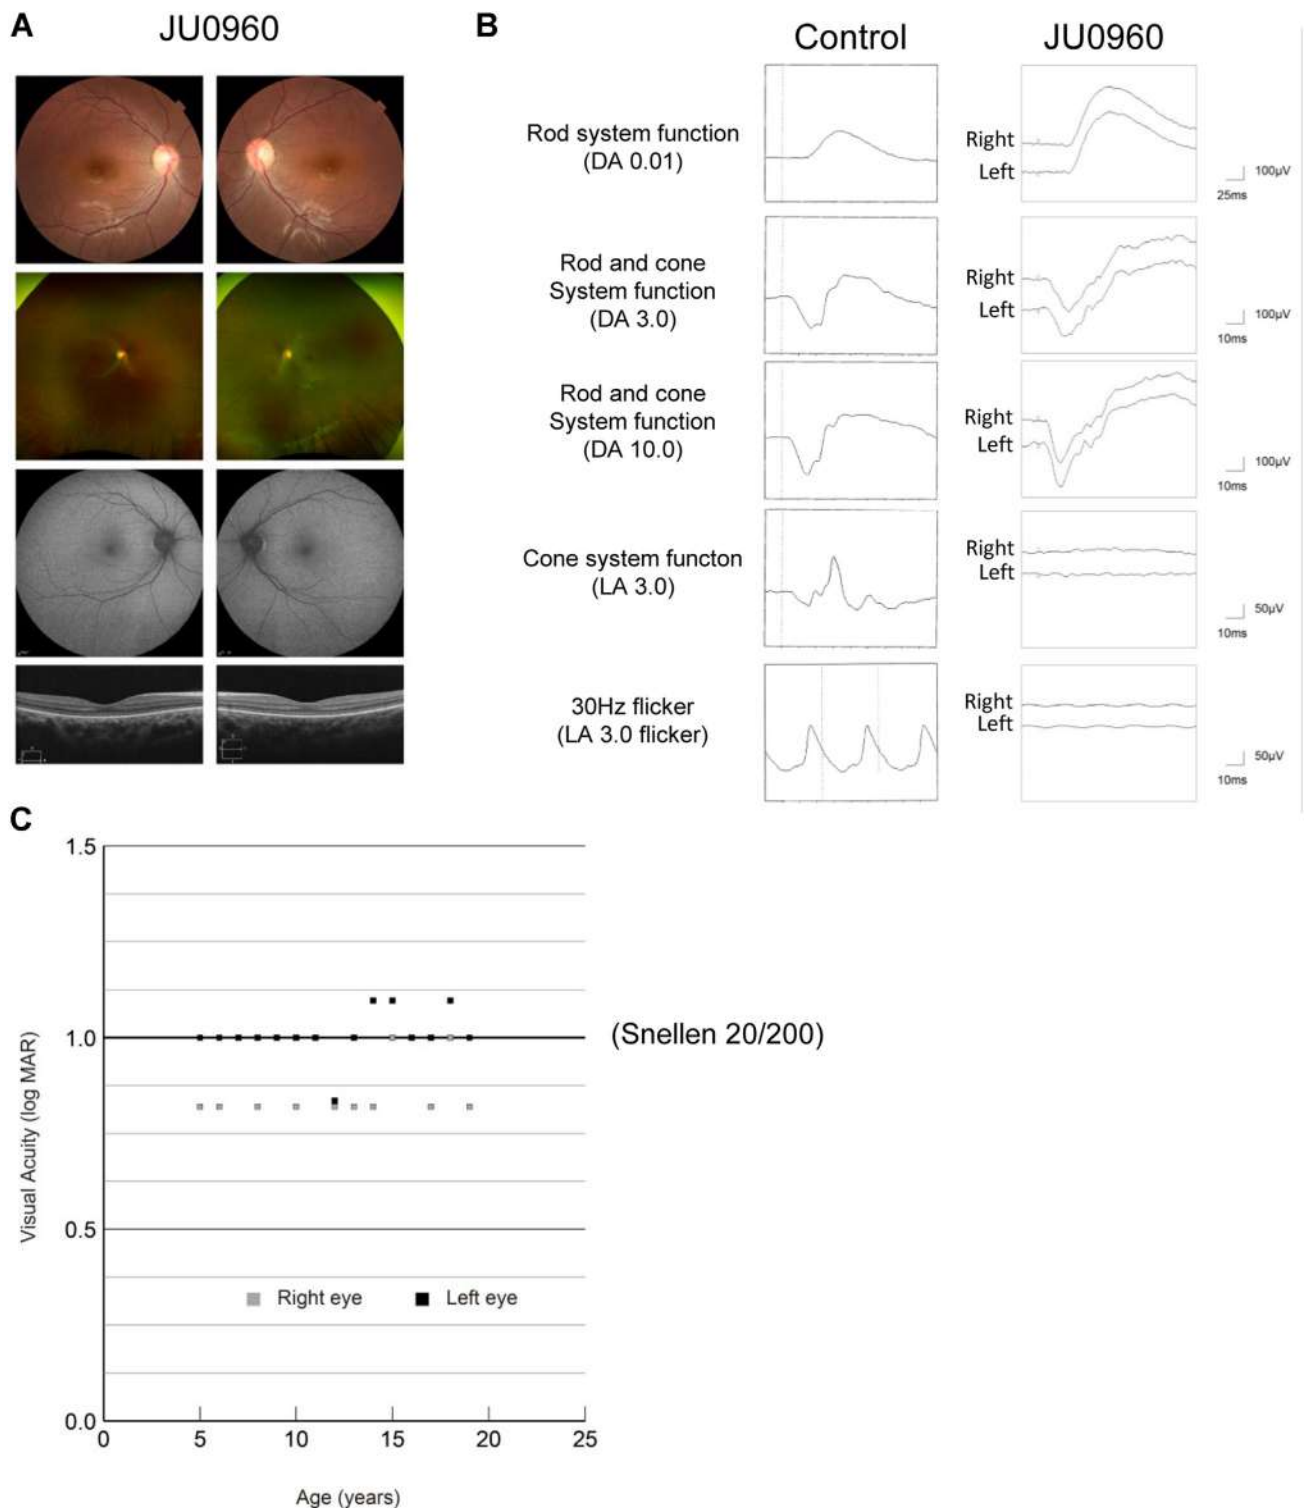 A
JU0960
B
Control
JU0960
Rod system function
(DA 0.01)
Right
Left
100μV
25ms
Rod and cone
System function
(DA 3.0)
Right
Left
100μV
10ms
Rod and cone
System function
(DA 10.0)
Right
Left
100μV
10ms
Cone system functon
(LA 3.0)
Right
Left
50μV
10ms
30Hz flicker
(LA 3.0 flicker)
Right
Left
50μV
10ms
C
Visual Acuity (log MAR)
1.5
1.0
(Snellen 20/200)
0.5
Right eye
Left eye
0.0
0
5
10
15
20
25
Age (years)